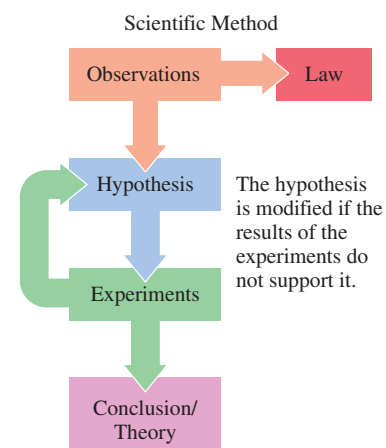 Scientific Method
Observations
Law
Hypothesis
The hypothesis
is modified if the
results of the
experiments do
not support it.
Experiments
Conclusion/
Theory